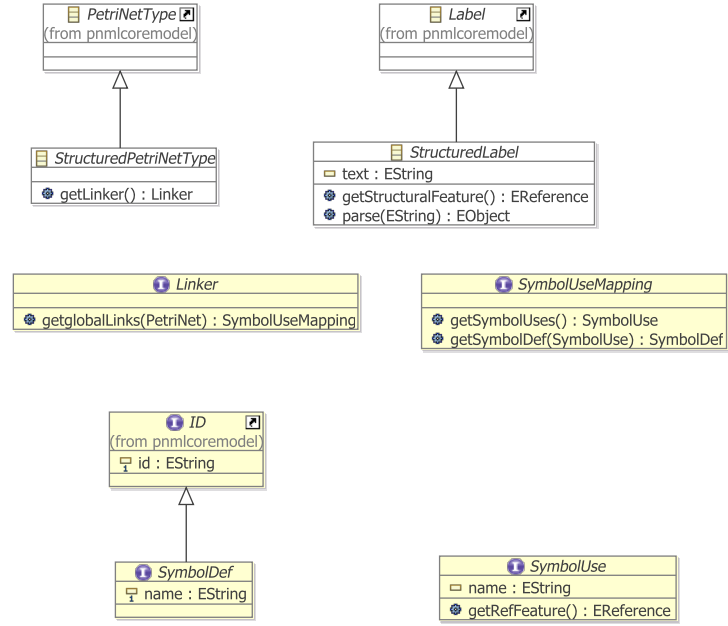 PetriNetType
(from pnmlcoremodel)
Label
(from pnmlcoremodel)
StructuredPetriNetType
getLinker() : Linker
StructuredLabel
text : EString
getStructuralFeature() : EReference
parse(EString) : EObject
I Linker
getglobalLinks(PetriNet) : SymbolUseMapping
I SymbolUseMapping
getSymbolUses() : SymbolUse
getSymbolDef(SymbolUse) : SymbolDef
I ID
(from pnmlcoremodel)
1 id : EString
I SymbolDef
1 name : EString
I SymbolUse
name : EString
getRefFeature() : EReference